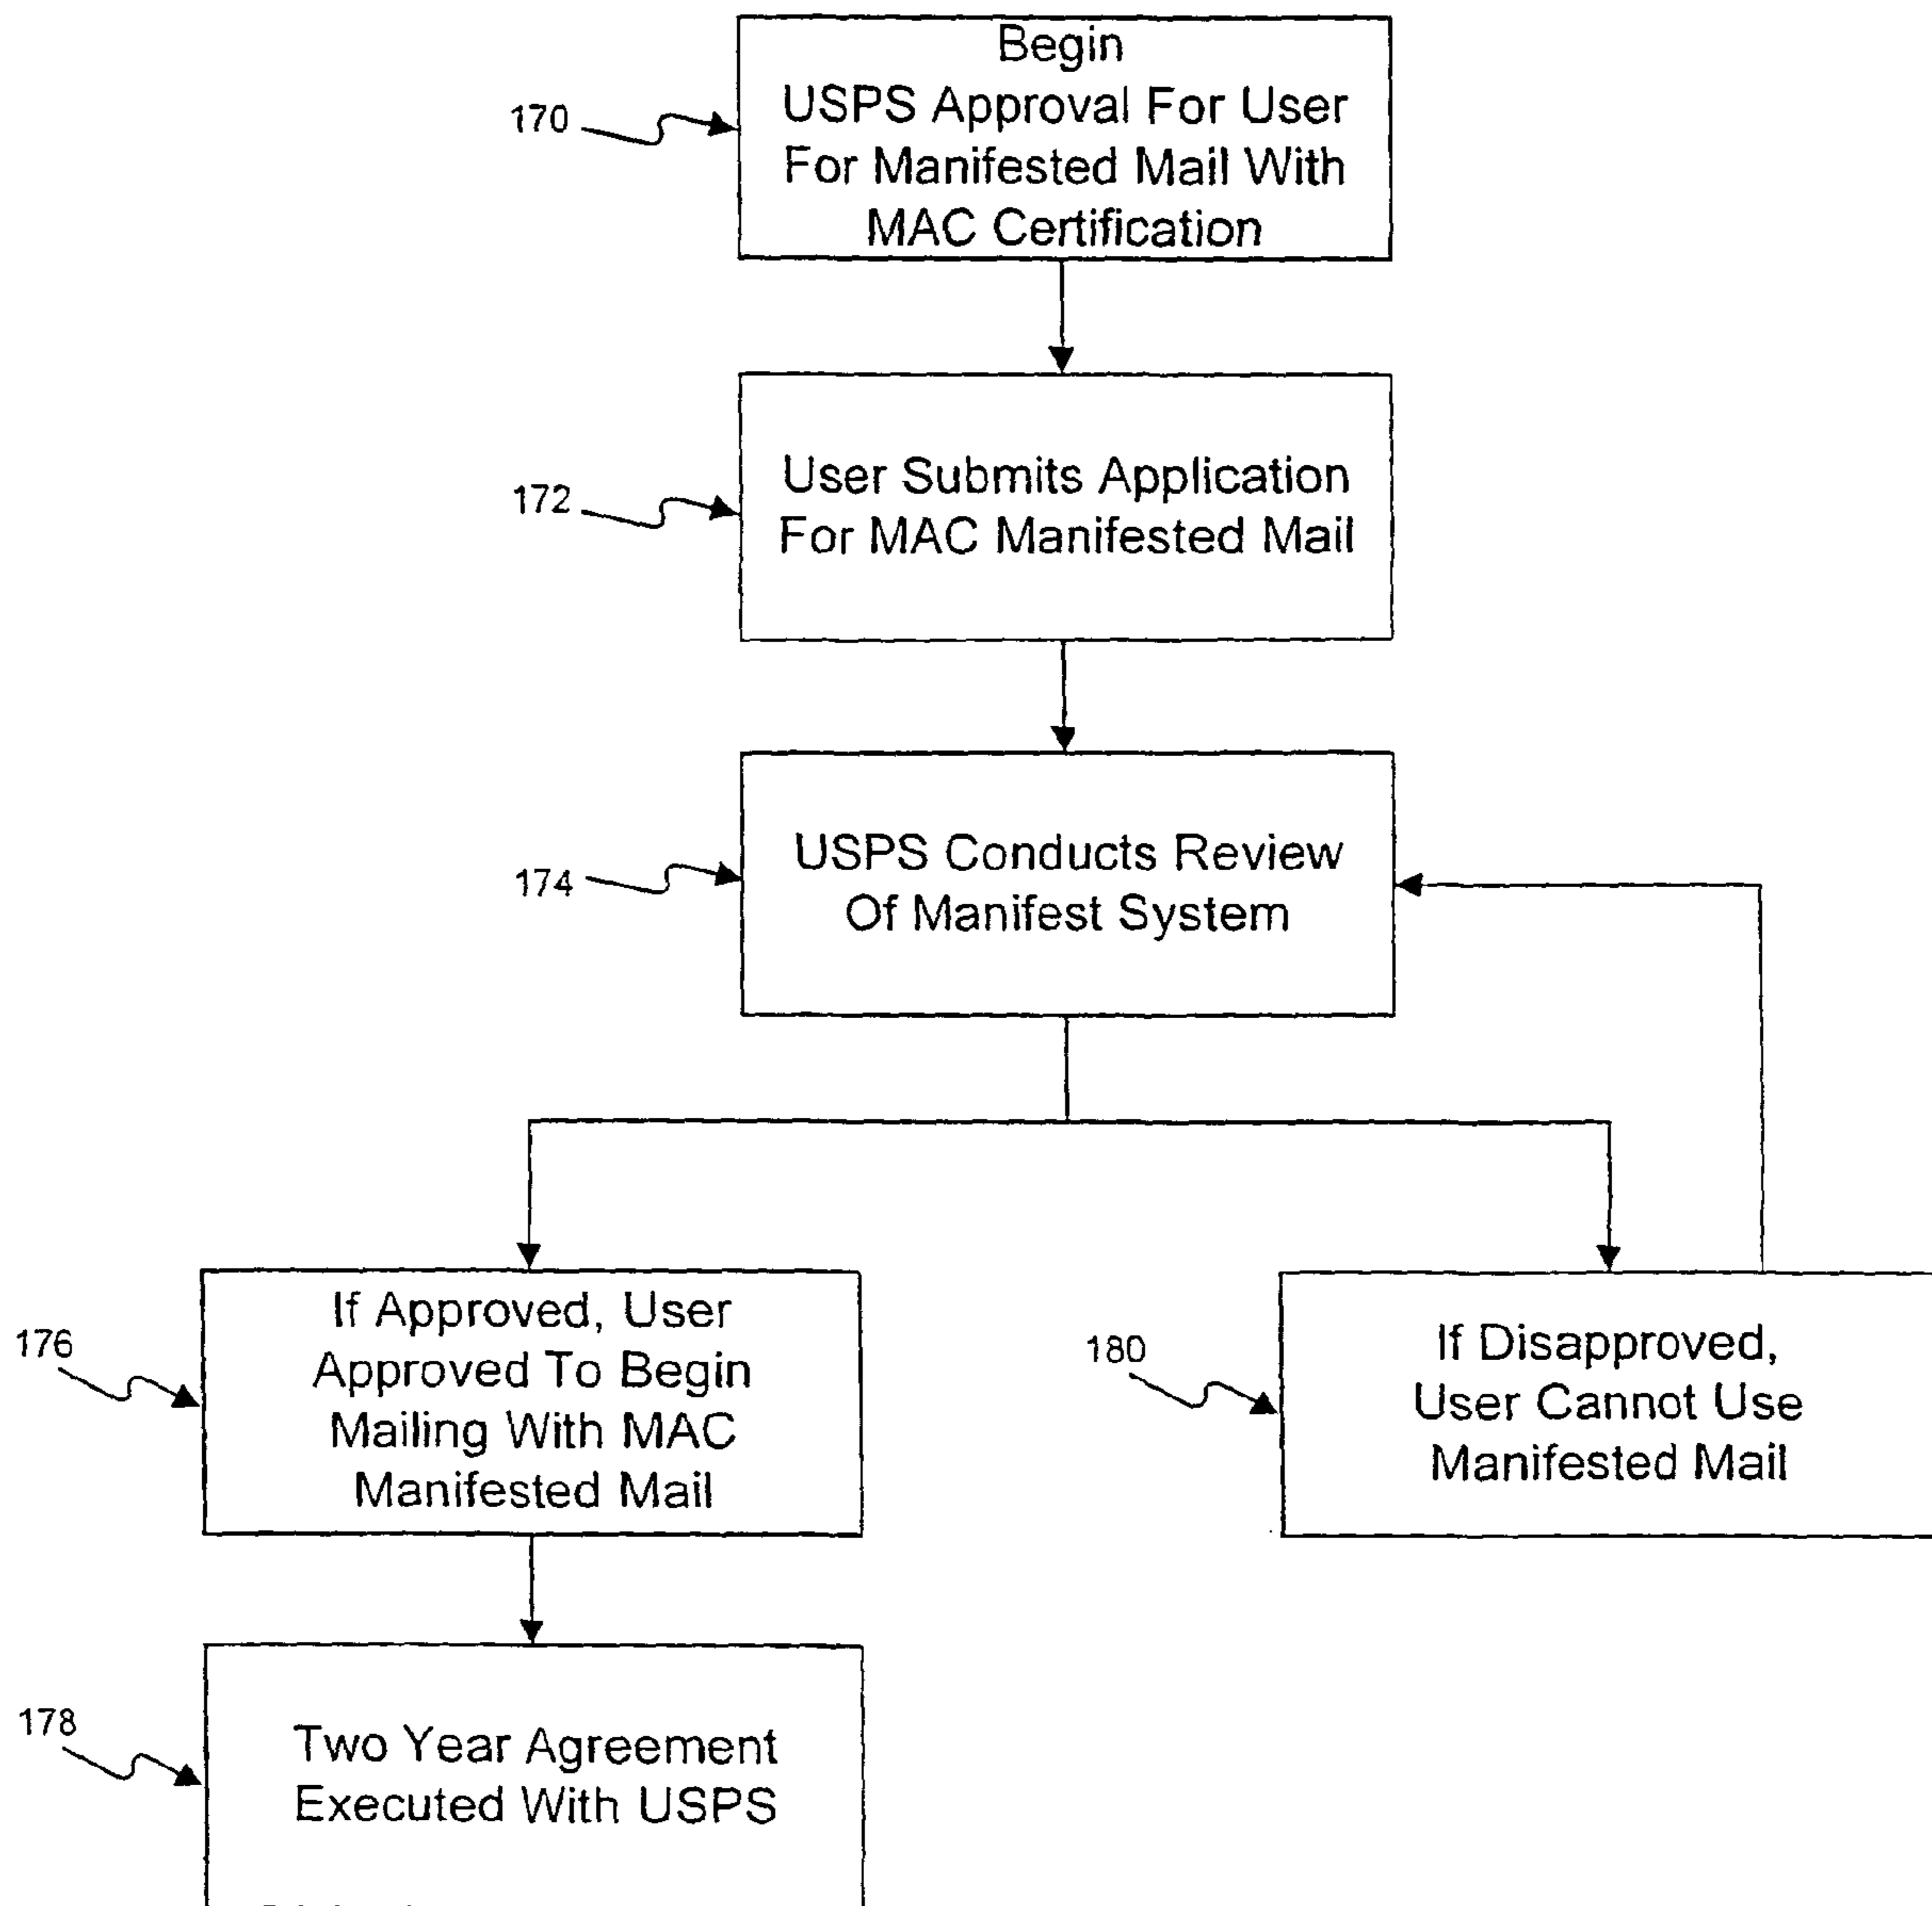 Begin
USPS Approval For User
For Manifested Mail With
MAC Certification
170
User Submits Application
For MAC Manifested Mail
172
USPS Conducts Review
Of Manifest System
174
If Approved, User
Approved To Begin
Mailing With MAC
Manifested Mail
176
If Disapproved,
User Cannot Use
Manifested Mail
180
Two Year Agreement
Executed With USPS
178